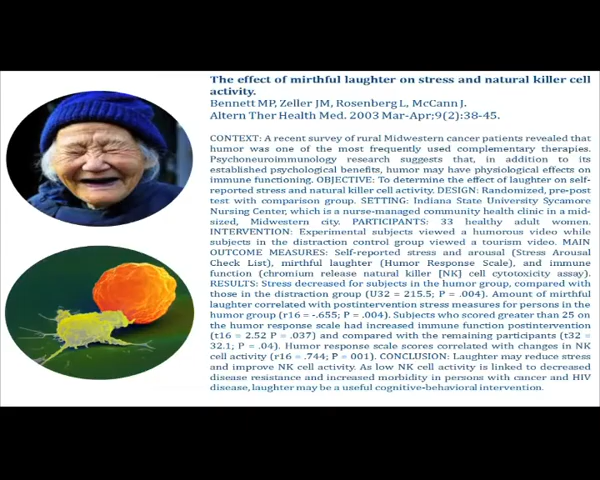 The effect of mirthful laughter on stress and natural killer cell
activity.
Bennett MP, Zeller JM, Rosenberg L, McCann J.
Altern Ther Health Med. 2003 Mar-Apr;9(2):38-45.
CONTEXT: A recent survey of rural Midwestern cancer patients revealed that
humor was one of the most frequently used complementary therapies.
Psychoneuroimmunology research suggests that, in addition to its
established psychological benefits, humor may have physiological effects on
immune functioning. OBJECTIVE: To determine the effect of laughter on self-
reported stress and natural killer cell activity. DESIGN: Randomized, pre-post
test with comparison group. SETTING: Indiana State University Sycamore
Nursing Center, which is a nurse-managed community health clinic in a mid-
sized, Midwestern city. PARTICIPANTS: 33 healthy adult women.
INTERVENTION: Experimental subjects viewed a humorous video while
subjects in the distraction control group viewed a tourism video. MAIN
OUTCOME MEASURES: Self-reported stress and arousal (Stress Arousal
Check List), mirthful laughter (Humor Response Scale), and immune
function (chromium release natural killer [NK] cell cytotoxicity assay).
RESULTS: Stress decreased for subjects in the humor group, compared with
those in the distraction group (U32 = 215.5; P = .004). Amount of mirthful
laughter correlated with postintervention stress measures for persons in the
humor group (r16 = -.655; P = .004). Subjects who scored greater than 25 on
the humor response scale had increased immune function postintervention
(t16 = 2.52 P = .037) and compared with the remaining participants (t32 =
32.1; P = .04). Humor response scale scores correlated with changes in NK
cell activity (r16 = .744; P = 001). CONCLUSION: Laughter may reduce stress
and improve NK cell activity. As low NK cell activity is linked to decreased
disease resistance and increased morbidity in persons with cancer and HIV
disease, laughter may be a useful cognitive-behavioral intervention.